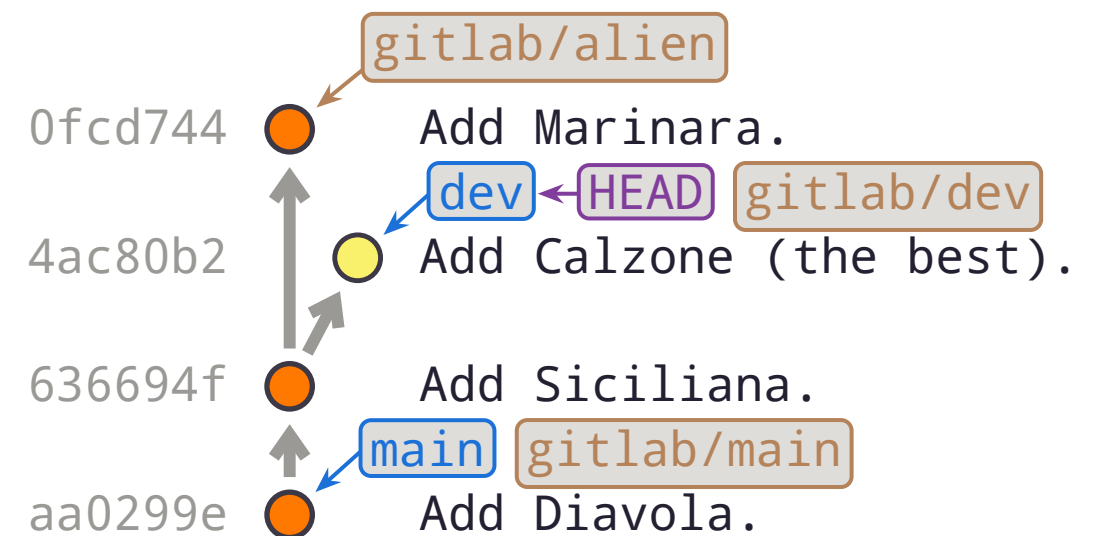 gitlab/alien
0fcd744 Add Marinara.
dev HEAD gitlab/dev
4ac80b2 Add Calzone (the best).
636694f Add Siciliana.
main gitlab/main
aa0299e Add Diavola.